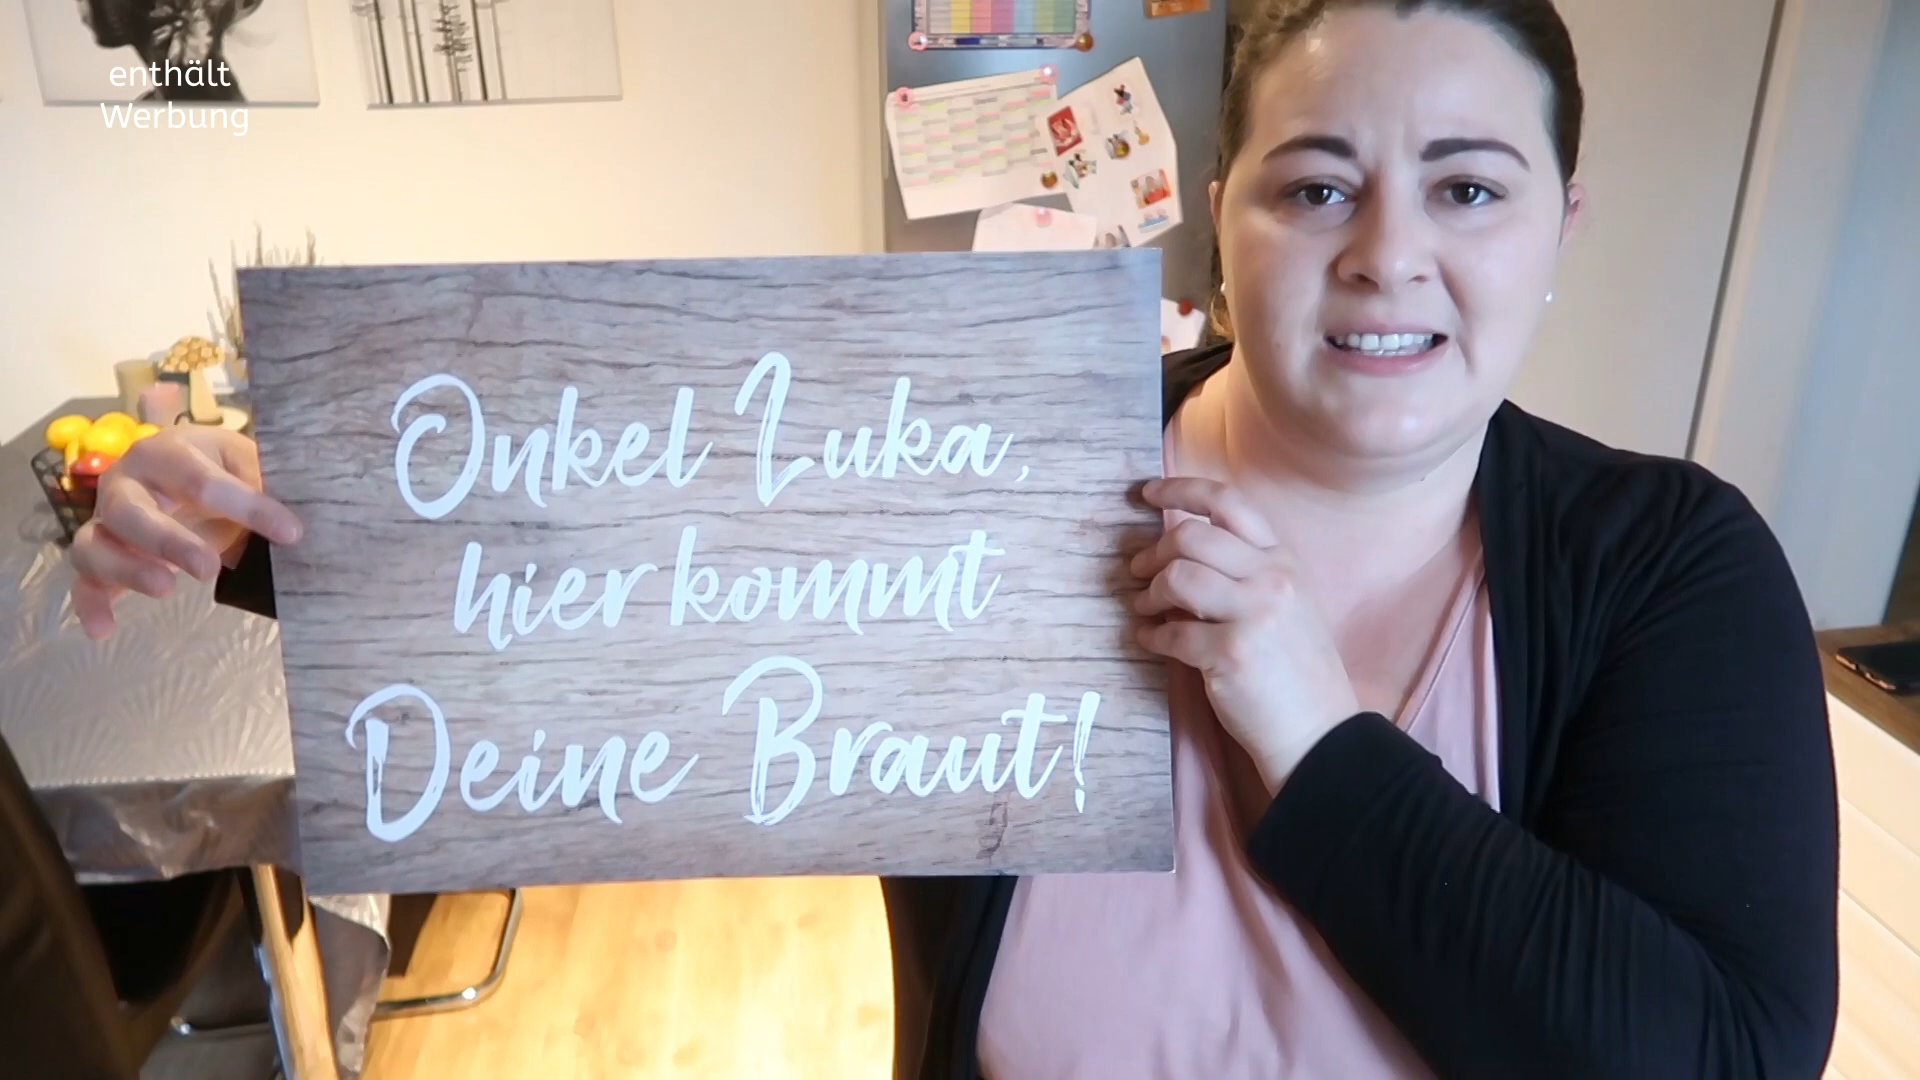 enthält
Werbung
Onkel Luka,
hier kommt
Deine Braut!